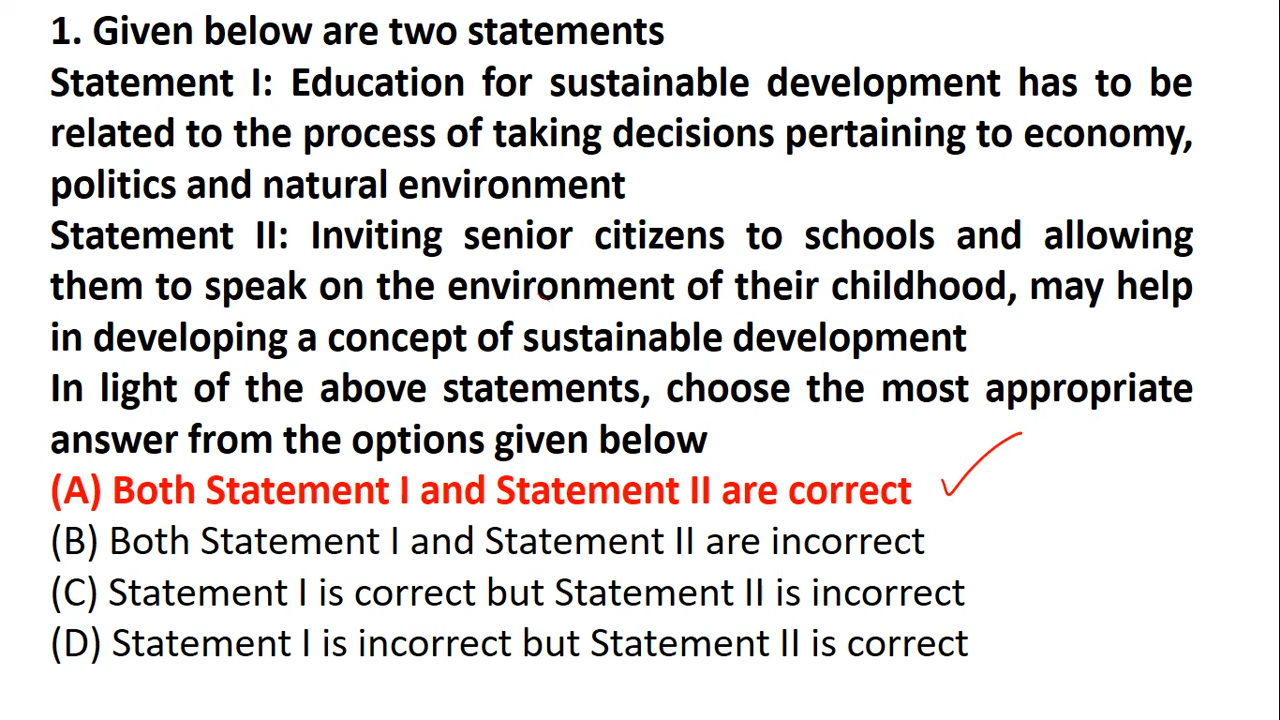 1. Given below are two statements
Statement I: Education for sustainable development has to be
related to the process of taking decisions pertaining to economy,
politics and natural environment
Statement II: Inviting senior citizens to schools and allowing
them to speak on the environment of their childhood, may help
in developing a concept of sustainable development
In light of the above statements, choose the most appropriate
answer from the options given below
(A) Both Statement I and Statement II are correct
(B) Both Statement I and Statement II are incorrect
(C) Statement I is correct but Statement II is incorrect
(D) Statement I is incorrect but Statement II is correct